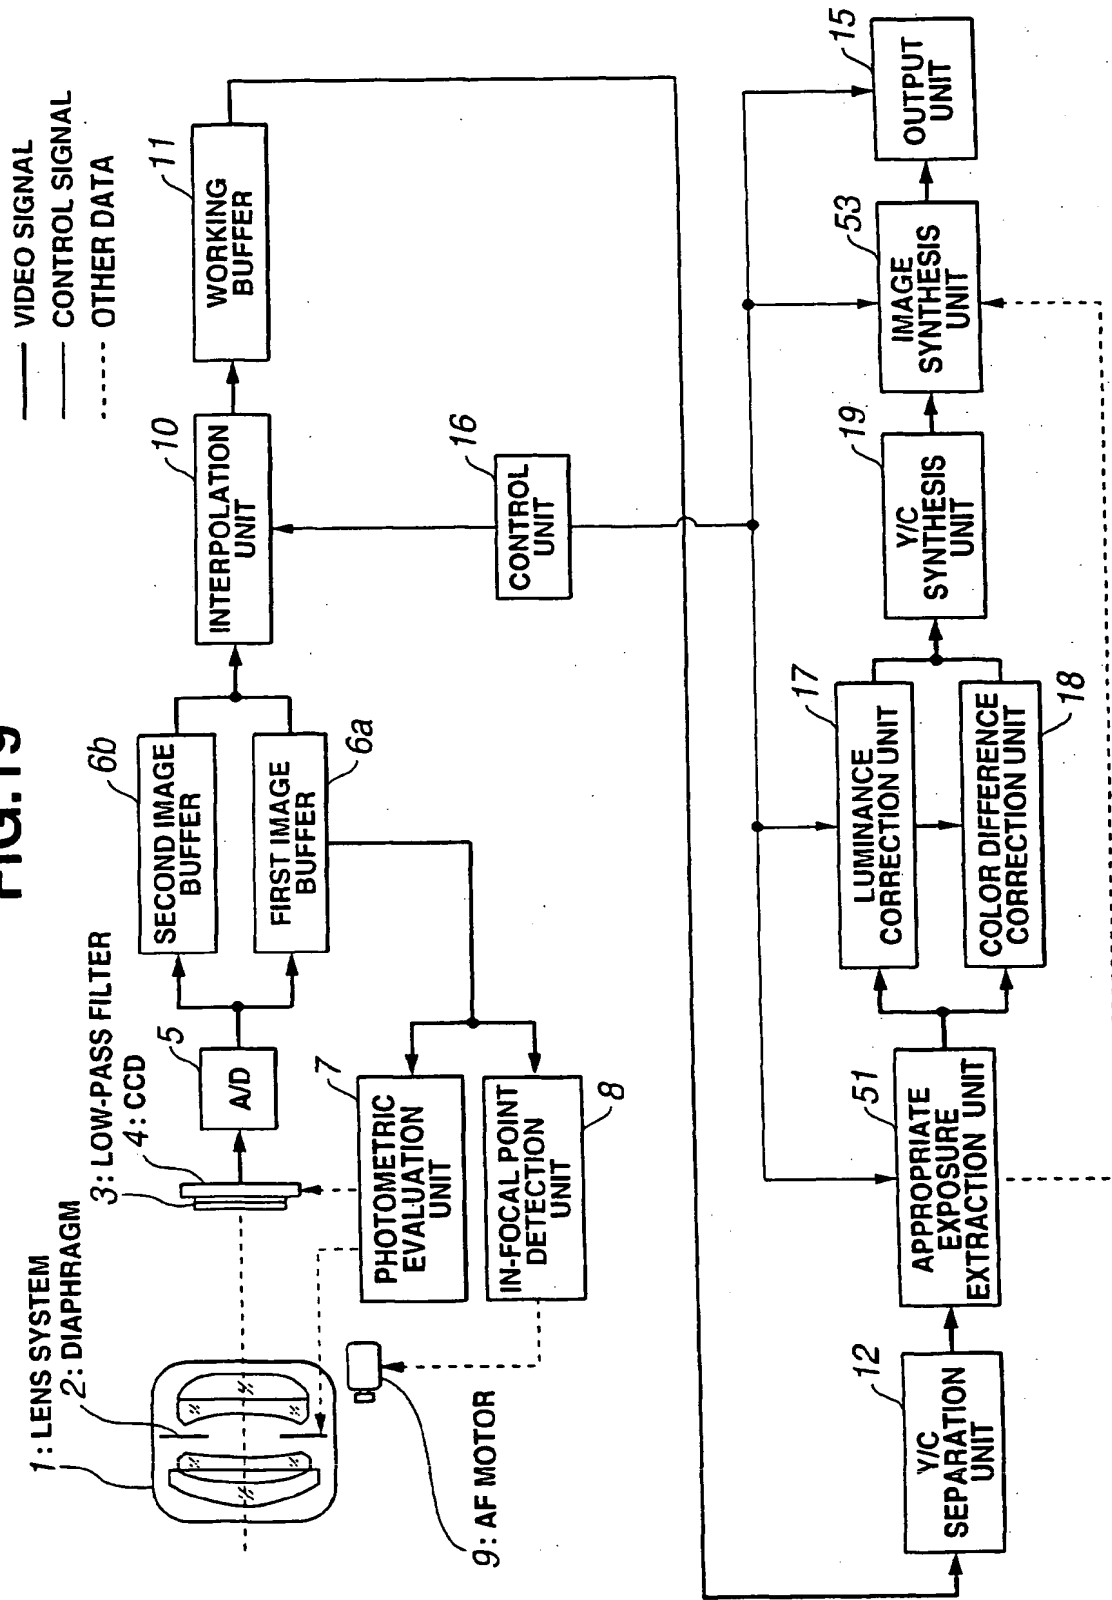 FIG.19
VIDEO SIGNAL
CONTROL SIGNAL
OTHER DATA
1: LENS SYSTEM
2: DIAPHRAGM
3: LOW-PASS FILTER
4: CCD
5
A/D
6b
SECOND IMAGE
BUFFER
FIRST IMAGE
BUFFER
6a
10
INTERPOLATION
UNIT
11
WORKING
BUFFER
7
PHOTOMETRIC
EVALUATION
UNIT
IN-FOCAL POINT
DETECTION
UNIT
8
9: AF MOTOR
16
CONTROL
UNIT
12
Y/C
SEPARATION
UNIT
51
APPROPRIATE
EXPOSURE
EXTRACTION UNIT
17
LUMINANCE
CORRECTION UNIT
COLOR DIFFERENCE
CORRECTION UNIT
18
19
Y/C
SYNTHESIS
UNIT
53
IMAGE
SYNTHESIS
UNIT
15
OUTPUT
UNIT